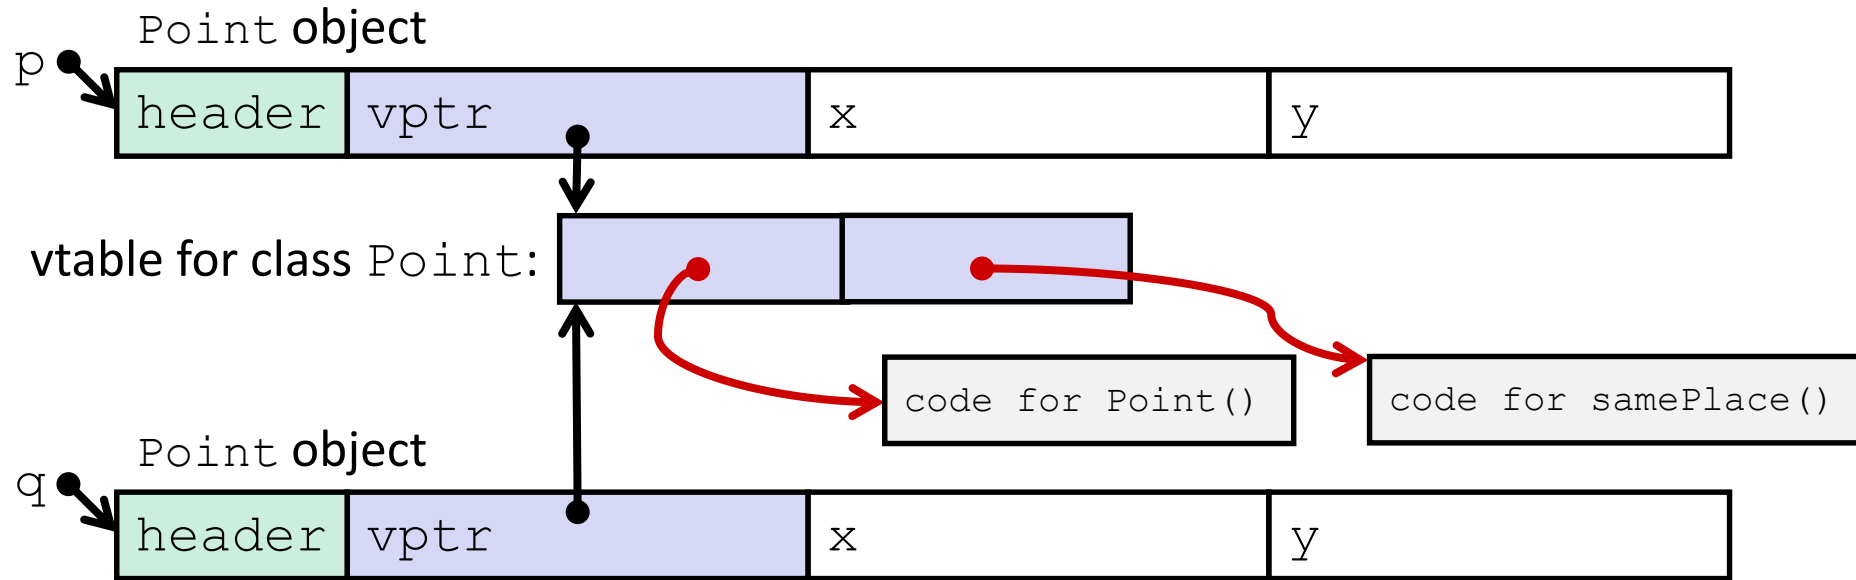 Point object
p
header vptr x y
vtable for class Point:
code for Point() code for samePlace()
Point object
q
header vptr x y